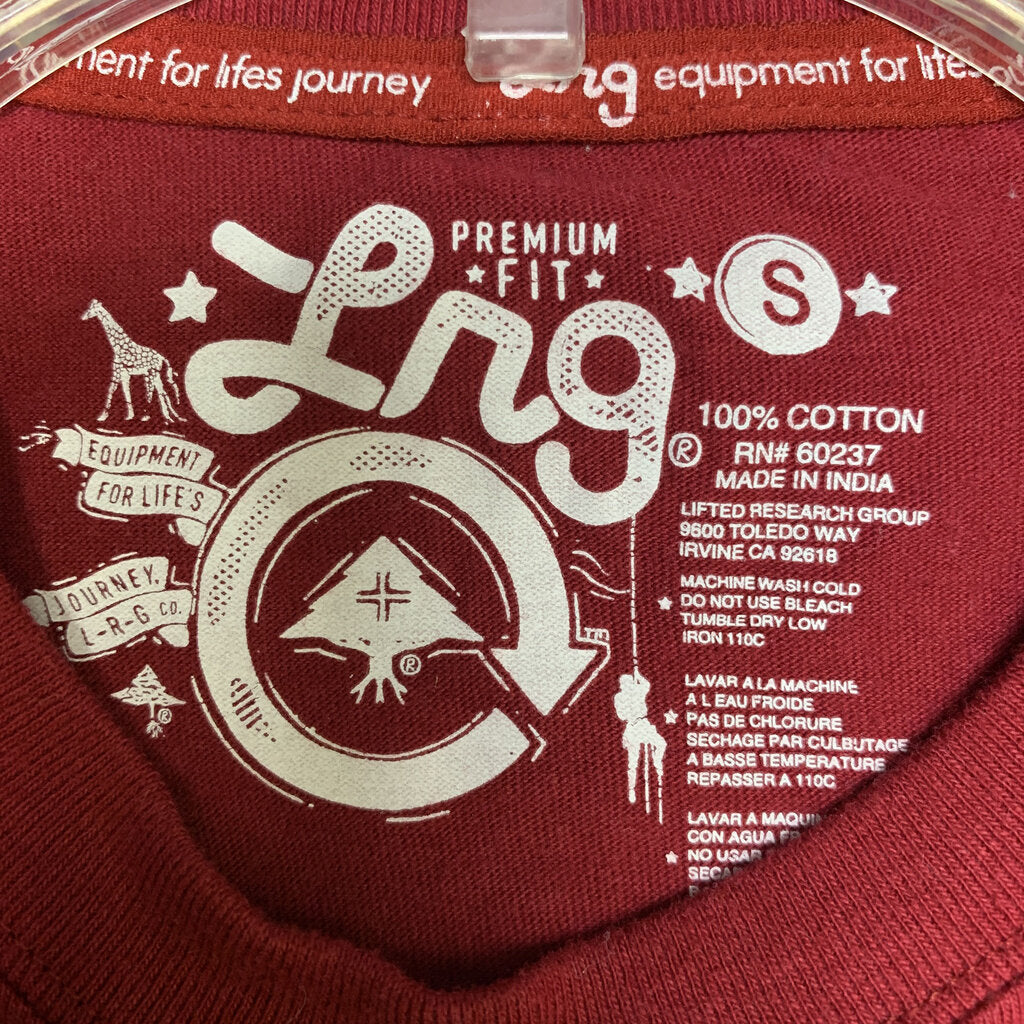 for lifes journey
Lrg equipment for lifes
Lrg
PREMIUM
FIT
S
EQUIPMENT
FOR LIFE'S
JOURNEY,
L-R-G CO.
®
®
®
100% COTTON
RN# 60237
MADE IN INDIA
LIFTED RESEARCH GROUP
9600 TOLEDO WAY
IRVINE CA 92618
MACHINE WASH COLD
DO NOT USE BLEACH
TUMBLE DRY LOW
IRON 110C
LAVAR A LA MACHINE
A L EAU FROIDE
PAS DE CHLORURE
SECHAGE PAR CULBUTAGE
A BASSE TEMPERATURE
REPASSER A 110C
LAVAR A
CON AGUA
NO